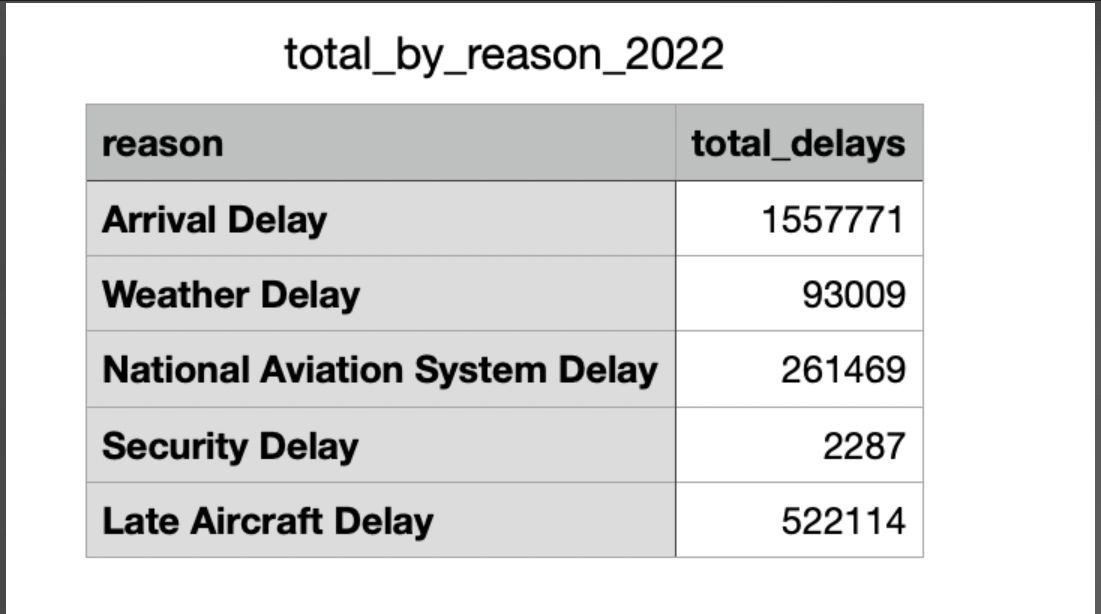 total_by_reason_2022
reason total_delays
Arrival Delay 1557771
Weather Delay 93009
National Aviation System Delay 261469
Security Delay 2287
Late Aircraft Delay 522114